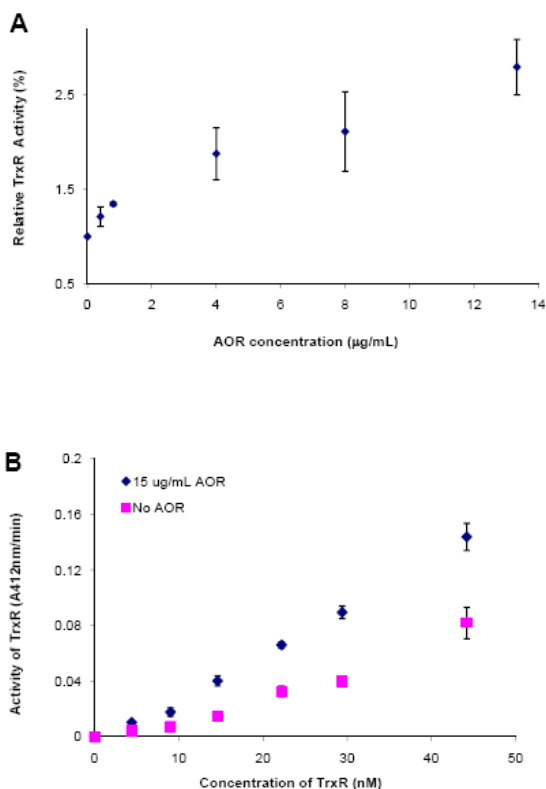 A
Relative TrxR Activity (%)
2.5
1.5
0.5
0 2 4 6 8 10 12 14
AOR concentration (µg/mL)
B
Activity of TrxR (A412nm/min)
0.2
0.16
0.12
0.08
0.04
0
15 ug/mL AOR
No AOR
0 10 20 30 40 50
Concentration of TrxR (nM)